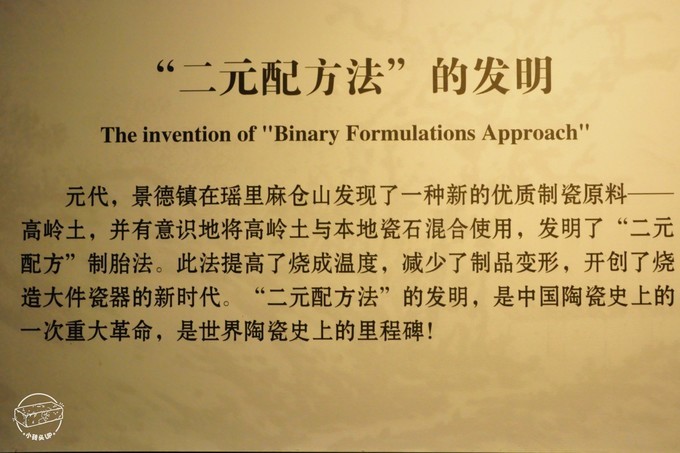 “二元配方法”的发明
The invention of "Binary Formulations Approach"
元代，景德镇在瑶里麻仓山发现了一种新的优质制瓷原料——
高岭土，并有意识地将高岭土与本地瓷石混合使用，发明了“二元
配方”制胎法。此法提高了烧成温度，减少了制品变形，开创了烧
造大件瓷器的新时代。“二元配方法”的发明，是中国陶瓷史上的
一次重大革命，是世界陶瓷史上的里程碑！
小砖头UP